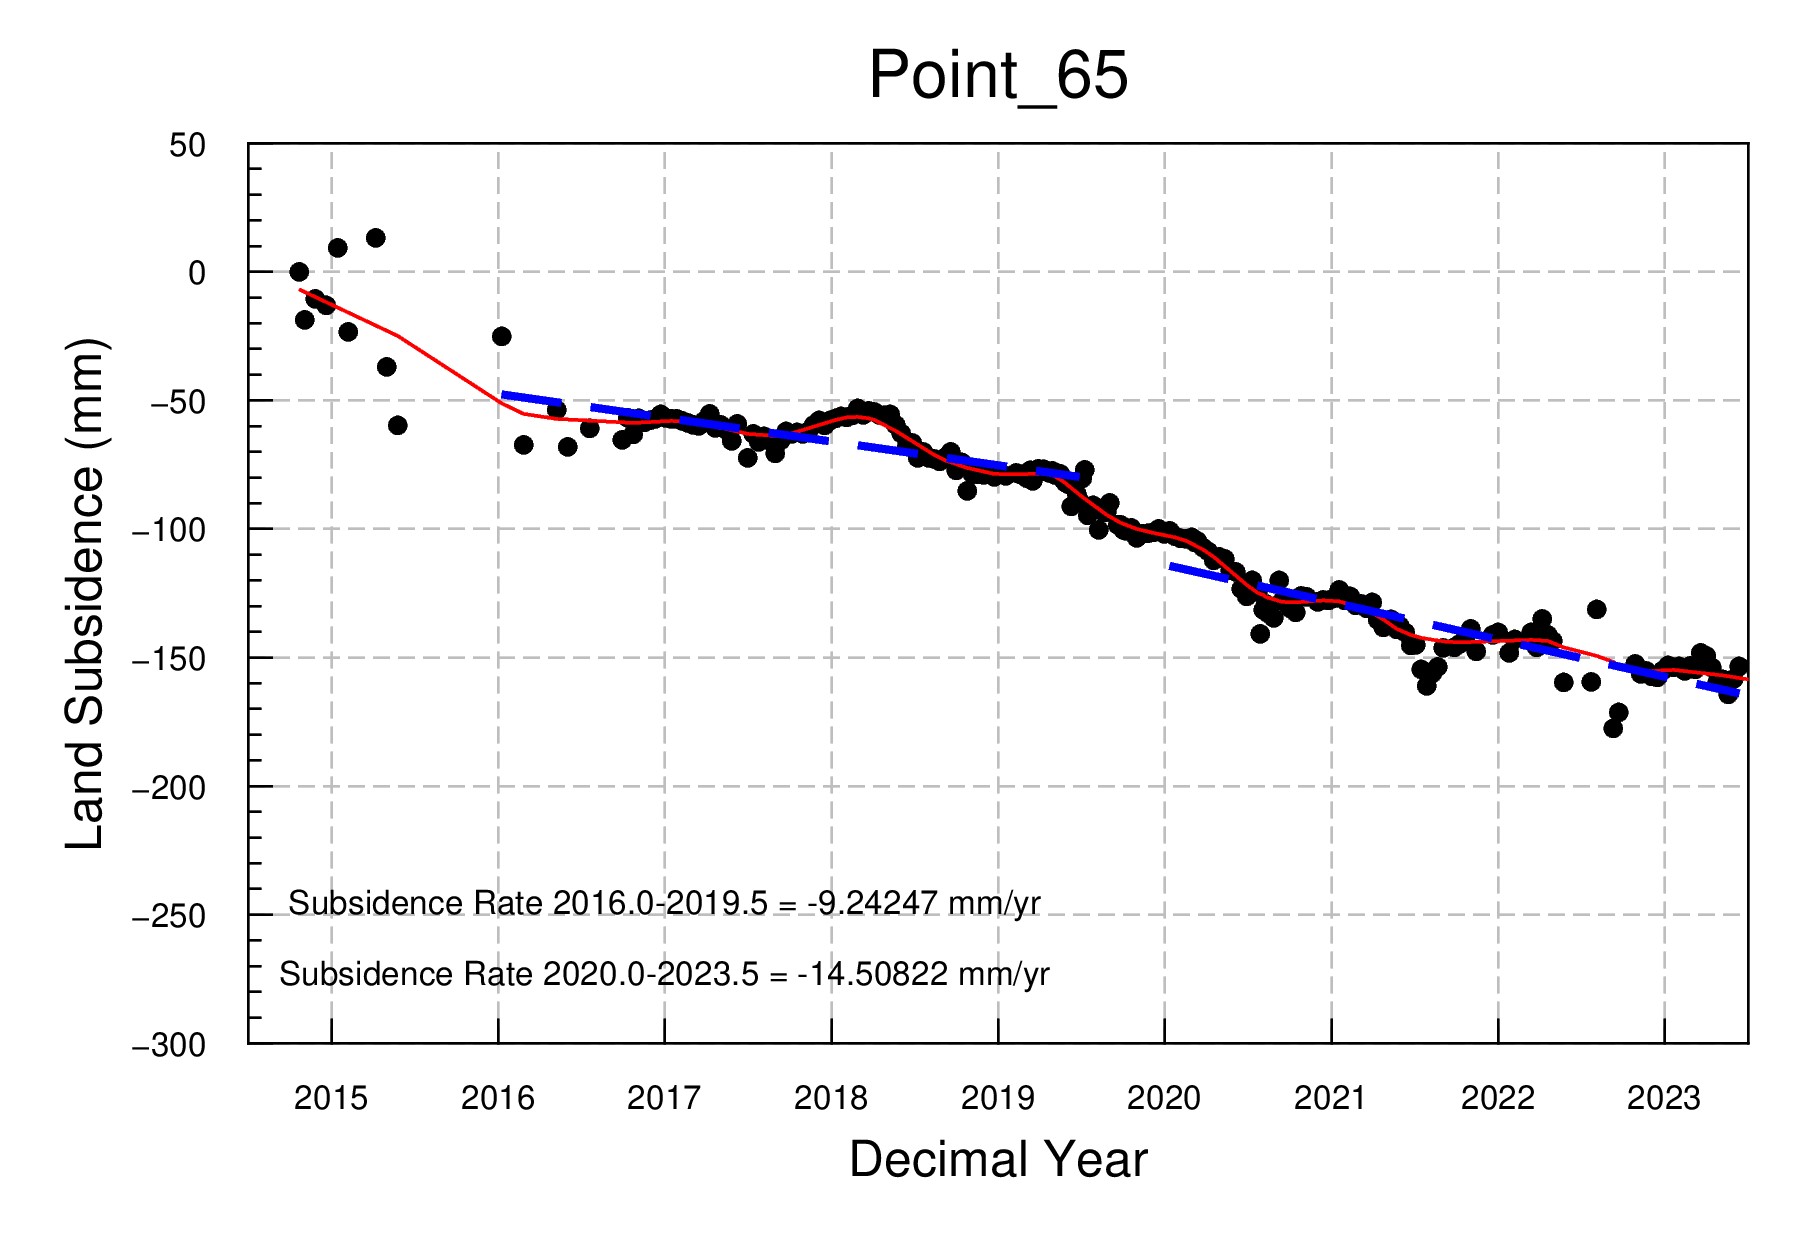 Point_65
50
0
−50
−100
−150
−200
−250
−300
Land Subsidence (mm)
Subsidence Rate 2016.0-2019.5 = -9.24247 mm/yr
Subsidence Rate 2020.0-2023.5 = -14.50822 mm/yr
2015 2016 2017 2018 2019 2020 2021 2022 2023
Decimal Year